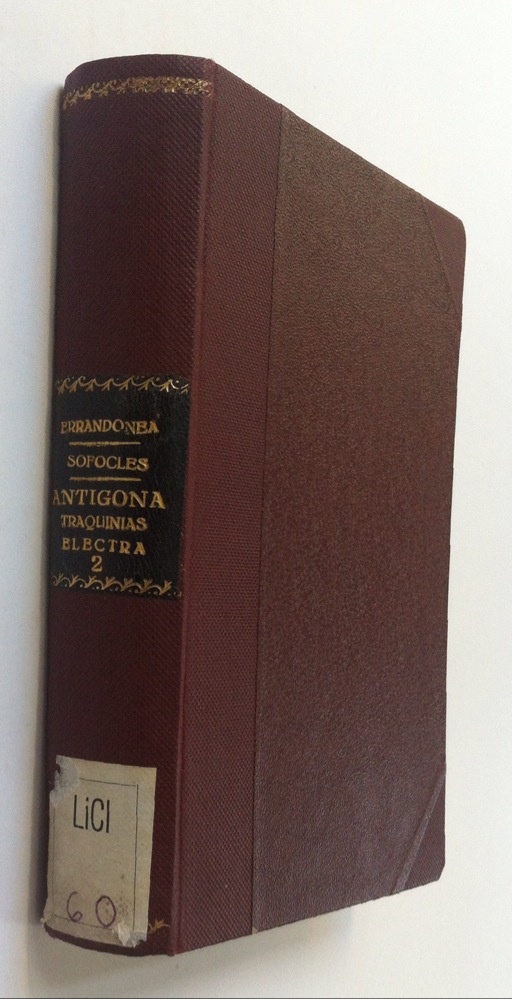 ERRANDONEA
SOFOCLES
ANTIGONA
TRAQUINIAS
ELECTRA
2
LiCl
60